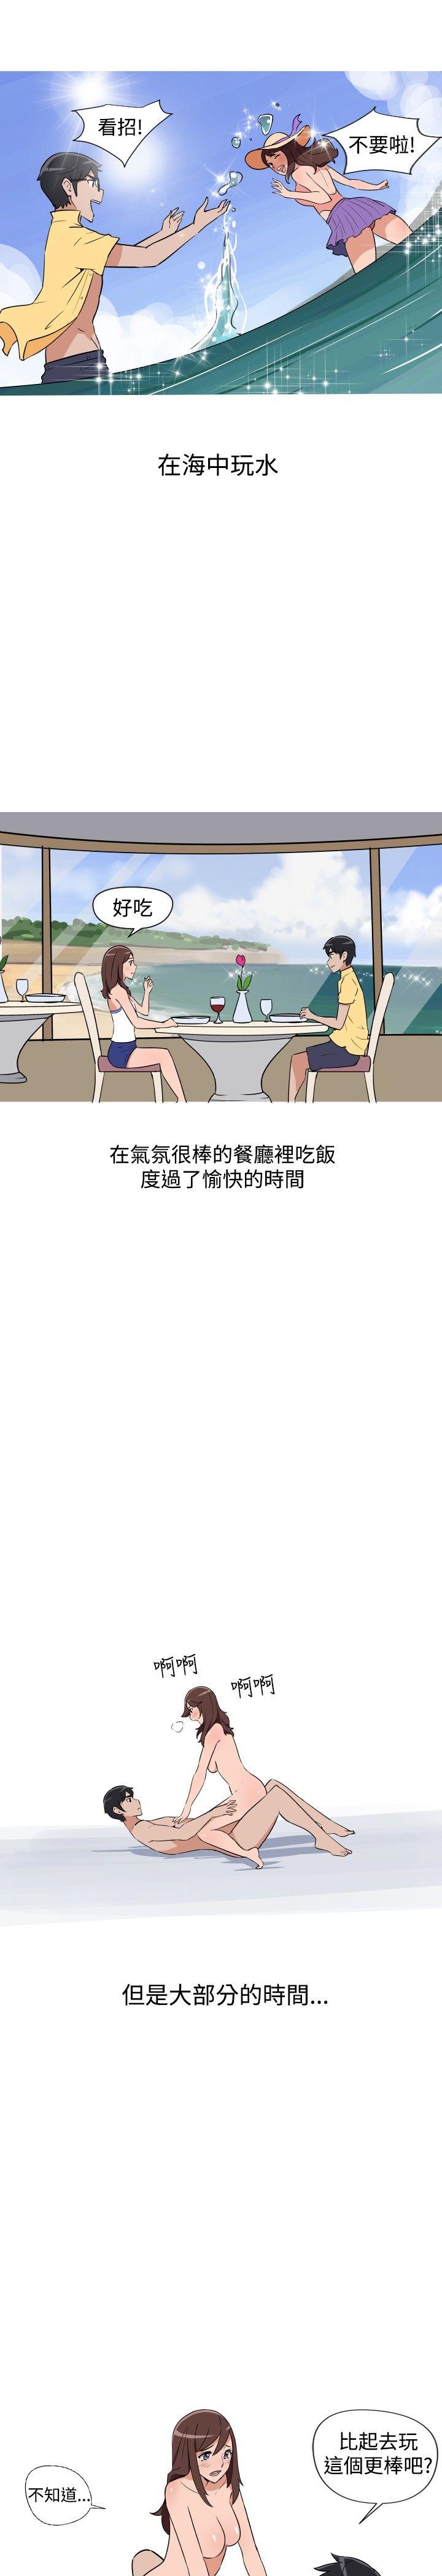 看招!
不要啦!
在海中玩水
好吃
在氣氛很棒的餐廳裡吃飯
度過了愉快的時間
啊啊
啊啊
但是大部分的時間...
比起去玩
這個更棒吧?
不知道...